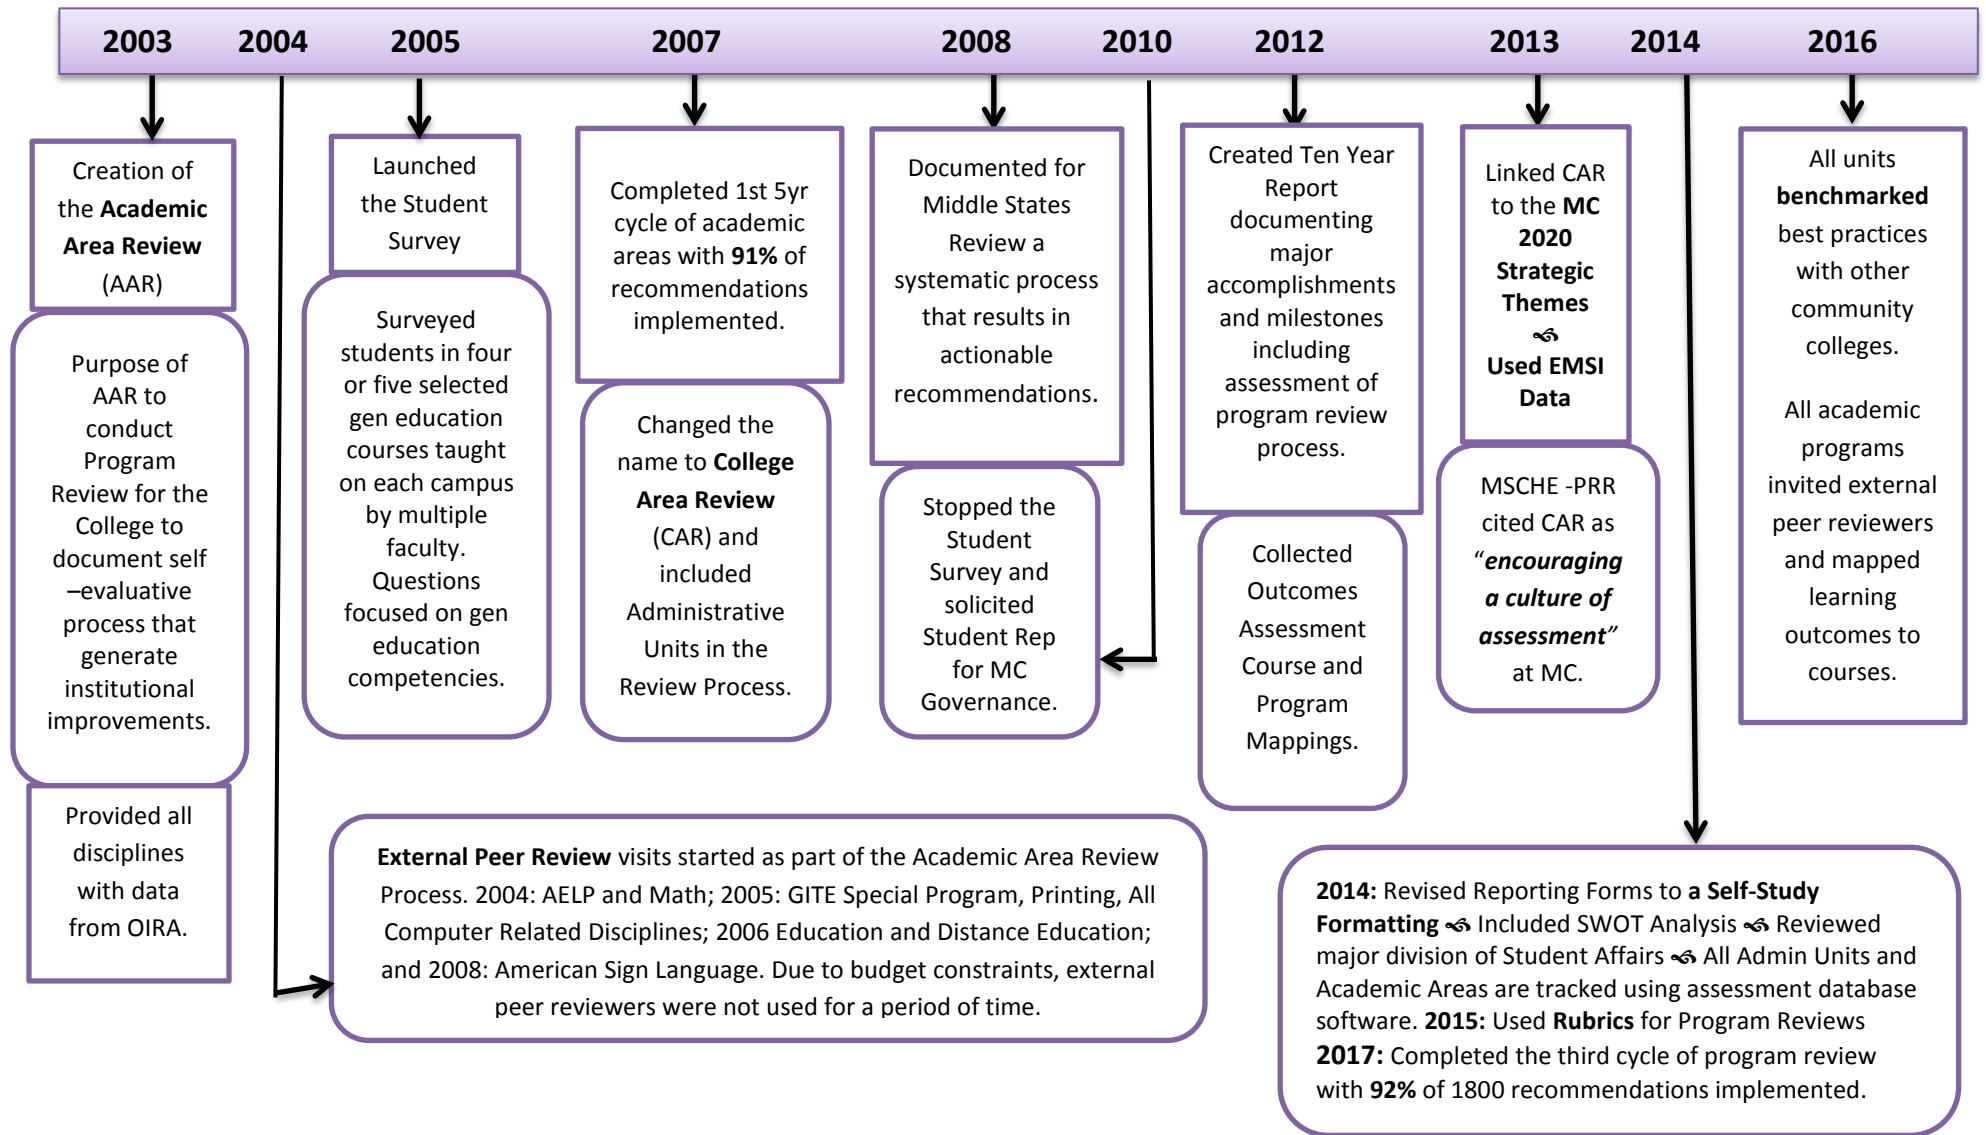 2003 2004 2005 2007 2008 2010 2012 2013 2014 2016
Creation of
the Academic
Area Review
(AAR)
Purpose of
AAR to
conduct
Program
Review for the
College to
document self
–evaluative
process that
generate
institutional
improvements.
Provided all
disciplines
with data
from OIRA.
Launched
the Student
Survey
Surveyed
students in four
or five selected
gen education
courses taught
on each campus
by multiple
faculty.
Questions
focused on gen
education
competencies.
Completed 1st 5yr
cycle of academic
areas with 91% of
recommendations
implemented.
Changed the
name to College
Area Review
(CAR) and
included
Administrative
Units in the
Review Process.
Documented for
Middle States
Review a
systematic process
that results in
actionable
recommendations.
Stopped the
Student
Survey and
solicited
Student Rep
for MC
Governance.
Created Ten Year
Report
documenting
major
accomplishments
and milestones
including
assessment of
program review
process.
Collected
Outcomes
Assessment
Course and
Program
Mappings.
Linked CAR
to the MC
2020
Strategic
Themes
Used EMSI
Data
MSCHE -PRR
cited CAR as
“encouraging
a culture of
assessment”
at MC.
All units
benchmarked
best practices
with other
community
colleges.
All academic
programs
invited external
peer reviewers
and mapped
learning
outcomes to
courses.
External Peer Review visits started as part of the Academic Area Review
Process. 2004: AELP and Math; 2005: GITE Special Program, Printing, All
Computer Related Disciplines; 2006 Education and Distance Education;
and 2008: American Sign Language. Due to budget constraints, external
peer reviewers were not used for a period of time.
2014: Revised Reporting Forms to a Self-Study
Formatting Included SWOT Analysis Reviewed
major division of Student Affairs All Admin Units and
Academic Areas are tracked using assessment database
software. 2015: Used Rubrics for Program Reviews
2017: Completed the third cycle of program review
with 92% of 1800 recommendations implemented.